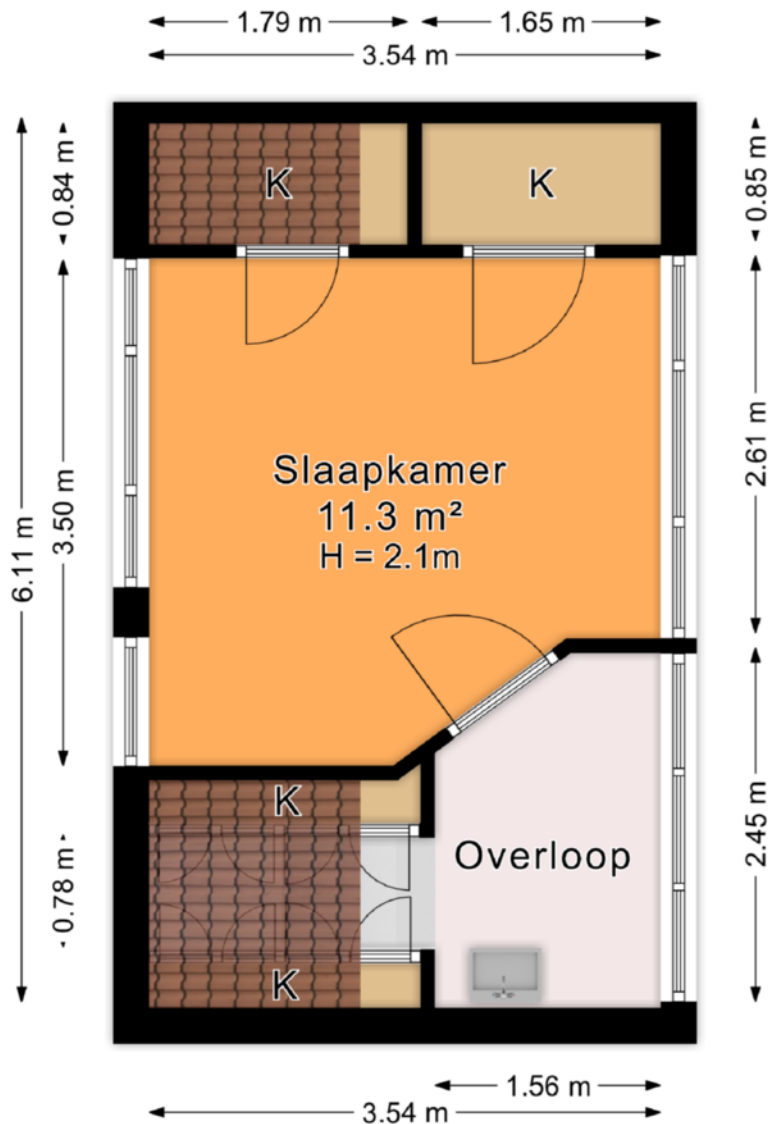 1.79 m
1.65 m
3.54 m
0.84 m
0.85 m
K
K
6.11 m
3.50 m
2.61 m
Slaapkamer
11.3 m²
H = 2.1m
K
0.78 m
Overloop
2.45 m
K
1.56 m
3.54 m